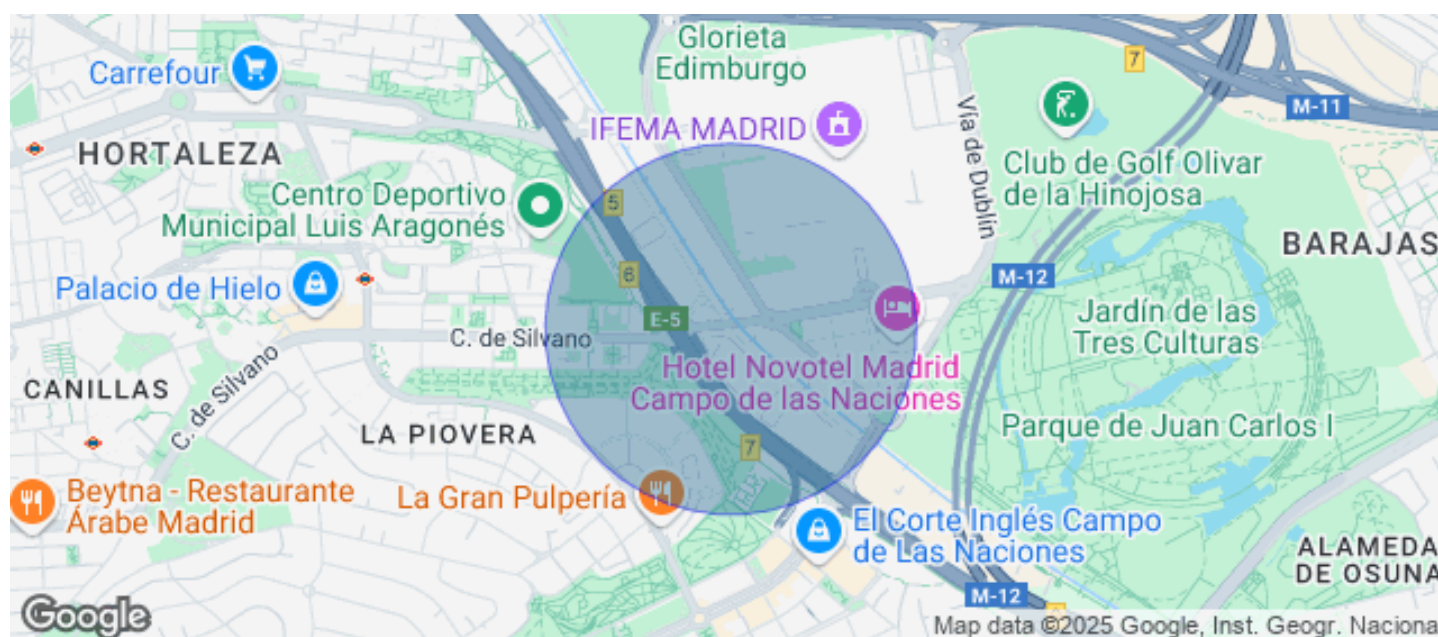 Glorieta
Edimburgo
Carrefour
7
M-11
IFEMA MADRID
HORTALEZA
Vía de Dublín
Club de Golf Olivar
de la Hinojosa
Centro Deportivo
Municipal Luis Aragonés
5
BARAJAS
6
M-12
Palacio de Hielo
E-5
Jardín de las
Tres Culturas
C. de Silvano
Hotel Novotel Madrid
Campo de las Naciones
CANILLAS
C. de Silvano
LA PIOVERA
Parque de Juan Carlos I
7
Beytna - Restaurante
Árabe Madrid
La Gran Pulpería
El Corte Inglés Campo
de Las Naciones
ALAMEDA
DE OSUNA
M-12
Google
Map data ©2025 Google, Inst. Geogr. Naciona